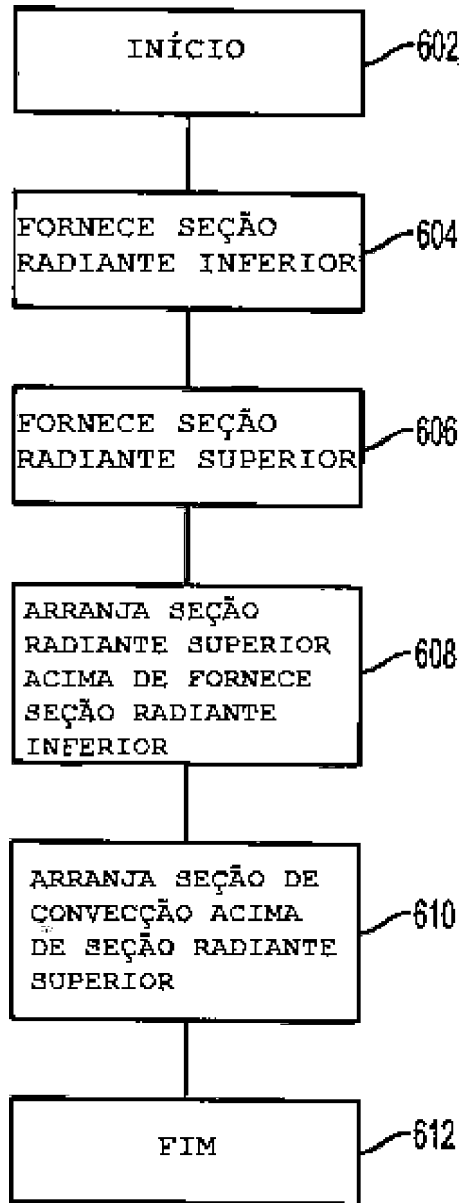 INÍCIO
602
FORNECE SEÇÃO
RADIANTE INFERIOR
604
FORNECE SEÇÃO
RADIANTE SUPERIOR
606
ARRANJA SEÇÃO
RADIANTE SUPERIOR
ACIMA DE FORNECE
SEÇÃO RADIANTE
INFERIOR
608
ARRANJA SEÇÃO DE
CONVECÇÃO ACIMA
DE SEÇÃO RADIANTE
SUPERIOR
610
FIM
612